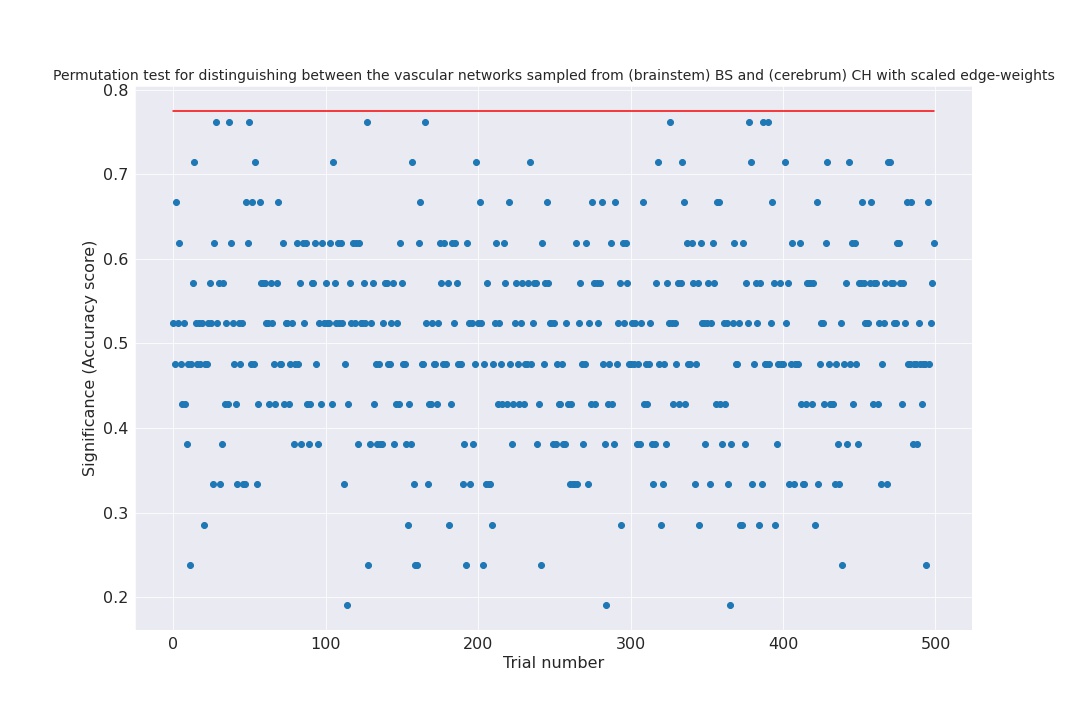 Permutation test for distinguishing between the vascular networks sampled from (brainstem) BS and (cerebrum) CH with scaled edge-weights
0.8
0.7
0.6
0.5
0.4
0.3
0.2
Significance (Accuracy score)
0 100 200 300 400 500
Trial number